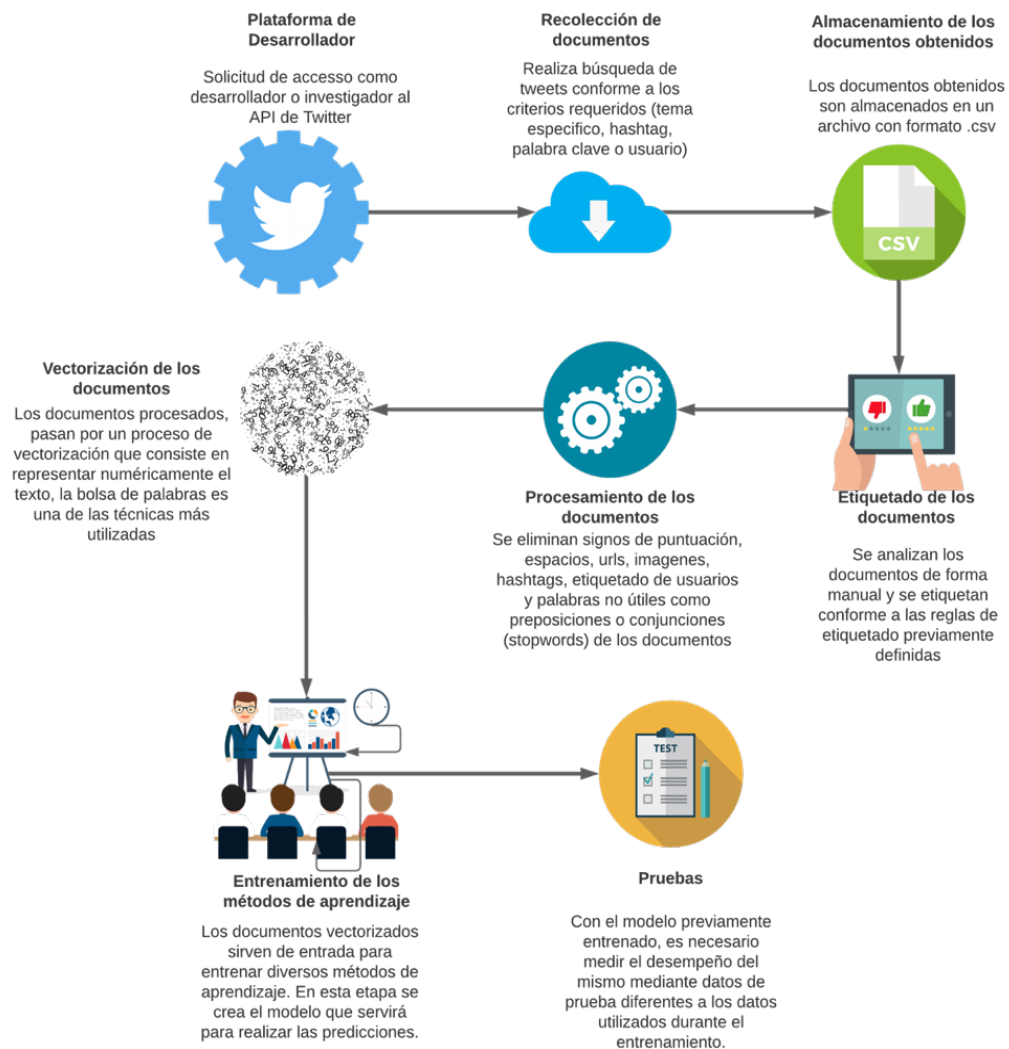 Plataforma de
Desarrollador
Solicitud de accesso como
desarrollador o investigador al
API de Twitter
Recolección de
documentos
Realiza búsqueda de
tweets conforme a los
criterios requeridos (tema
especifico, hashtag,
palabra clave o usuario)
Almacenamiento de los
documentos obtenidos
Los documentos obtenidos
son almacenados en un
archivo con formato .csv
CSV
Etiquetado de los
documentos
Se analizan los
documentos de forma
manual y se etiquetan
conforme a las reglas de
etiquetado previamente
definidas
Procesamiento de los
documentos
Se eliminan signos de puntuación,
espacios, urls, imagenes,
hashtags, etiquetado de usuarios
y palabras no útiles como
preposiciones o conjunciones
(stopwords) de los documentos
Vectorización de los
documentos
Los documentos procesados,
pasan por un proceso de
vectorización que consiste en
representar numéricamente el
texto, la bolsa de palabras es
una de las técnicas más
utilizadas
Entrenamiento de los
métodos de aprendizaje
Los documentos vectorizados
sirven de entrada para
entrenar diversos métodos de
aprendizaje. En esta etapa se
crea el modelo que servirá
para realizar las predicciones.
TEST
Pruebas
Con el modelo previamente
entrenado, es necesario
medir el desempeño del
mismo mediante datos de
prueba diferentes a los datos
utilizados durante el
entrenamiento.